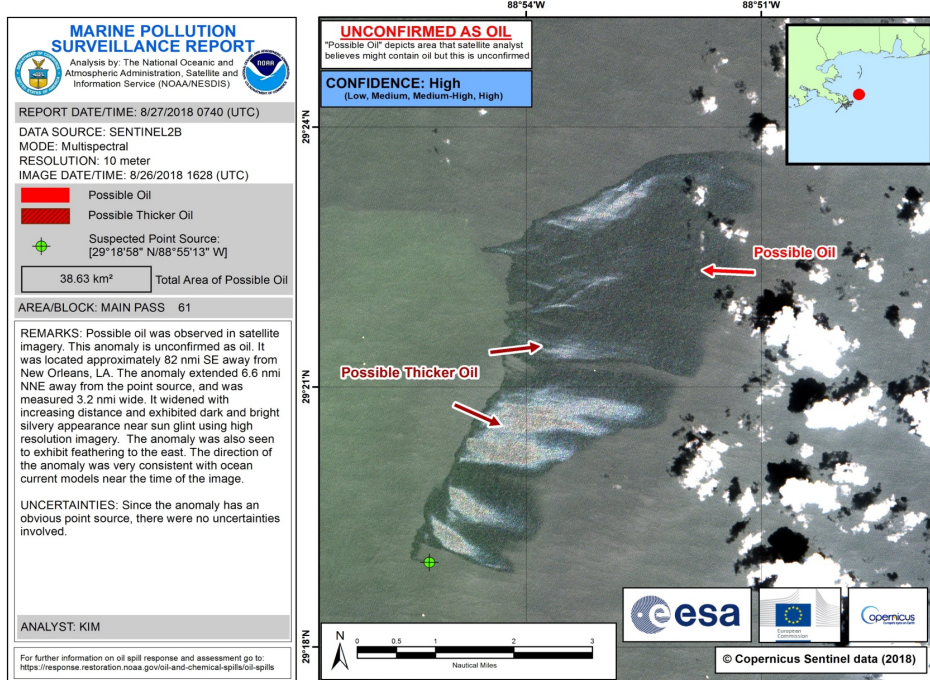 MARINE POLLUTION
SURVEILLANCE REPORT
Analysis by: The National Oceanic and
Atmospheric Administration, Satellite and
Information Service (NOAA/NESDIS)
NOAA
REPORT DATE/TIME: 8/27/2018 0740 (UTC)
DATA SOURCE: SENTINEL2B
MODE: Multispectral
RESOLUTION: 10 meter
IMAGE DATE/TIME: 8/26/2018 1628 (UTC)
Possible Oil
Possible Thicker Oil
Suspected Point Source:
[29°18'58" N/88°55'13" W]
38.63 km² Total Area of Possible Oil
AREA/BLOCK: MAIN PASS 61
REMARKS: Possible oil was observed in satellite
imagery. This anomaly is unconfirmed as oil. It
was located approximately 82 nmi SE away from
New Orleans, LA. The anomaly extended 6.6 nmi
NNE away from the point source, and was
measured 3.2 nmi wide. It widened with
increasing distance and exhibited dark and bright
silvery appearance near sun glint using high
resolution imagery. The anomaly was also seen
to exhibit feathering to the east. The direction of
the anomaly was very consistent with ocean
current models near the time of the image.
UNCERTAINTIES: Since the anomaly has an
obvious point source, there were no uncertainties
involved.
ANALYST: KIM
For further information on oil spill response and assessment go to:
https://response.restoration.noaa.gov/oil-and-chemical-spills/oil-spills
88°54'W
88°51'W
UNCONFIRMED AS OIL
"Possible Oil" depicts area that satellite analyst
believes might contain oil but this is unconfirmed
CONFIDENCE: High
(Low, Medium, Medium-High, High)
29°24'N
Possible Oil
Possible Thicker Oil
29°21'N
29°18'N
N
0 0.5 1 2 3
Nautical Miles
esa
European
Commission
opernicus
Europe's eyes on Earth
© Copernicus Sentinel data (2018)